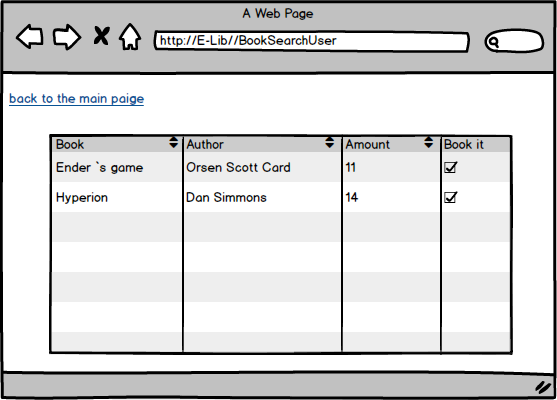 A Web Page
http://E-Lib//BookSearchUser
back to the main paige
Book Author Amount Book it
Ender `s game Orsen Scott Card 11
Hyperion Dan Simmons 14